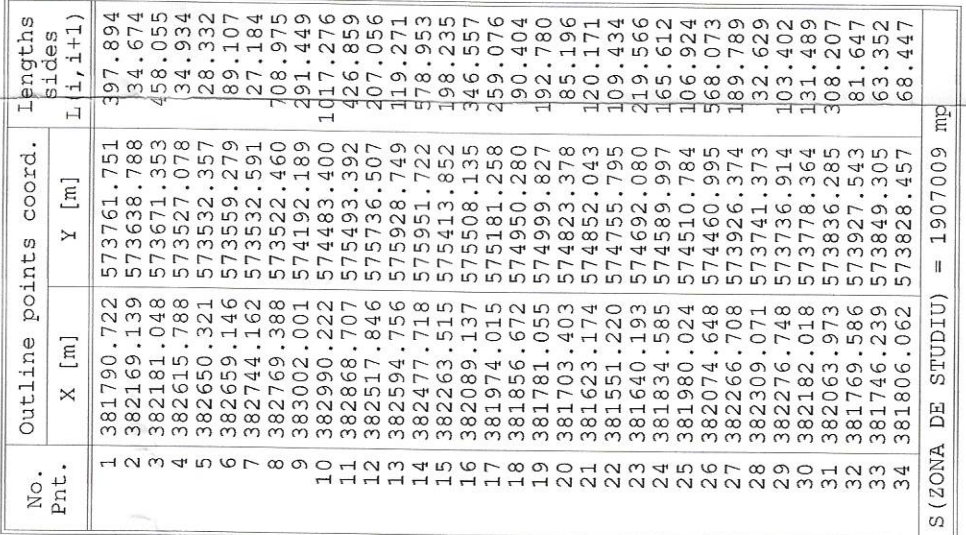 No. Pnt. Outline points coord. Lengths sides
X [m] Y [m] L(i,i+1)
1 381790.722 573761.751 397.894
2 382169.139 573638.788 34.674
3 382181.048 573671.353 458.055
4 382615.788 573527.078 34.934
5 382650.321 573532.357 28.332
6 382659.146 573559.279 89.107
7 382744.162 573532.591 27.184
8 382769.388 573522.460 708.975
9 383002.001 574192.189 291.449
10 382990.222 574483.400 1017.276
11 382868.707 575493.392 426.859
12 382517.846 575736.507 207.056
13 382594.756 575928.749 119.271
14 382477.718 575951.722 578.953
15 382263.515 575413.852 198.235
16 382089.137 575508.135 346.557
17 381974.015 575181.258 259.076
18 381856.672 574950.280 90.404
19 381781.055 574999.827 192.780
20 381703.403 574823.378 85.196
21 381623.174 574852.043 120.171
22 381551.220 574755.795 109.434
23 381640.193 574692.080 219.566
24 381834.585 574589.997 165.612
25 381980.024 574510.784 106.924
26 382074.648 574460.995 568.073
27 382266.708 573926.374 189.789
28 382309.071 573741.373 32.629
29 382276.748 573736.914 103.402
30 382182.018 573778.364 131.489
31 382063.973 573836.285 308.207
32 381769.586 573927.543 81.647
33 381746.239 573849.305 63.352
34 381806.062 573828.457 68.447
S(ZONA DE STUDIU) = 1907009 mp